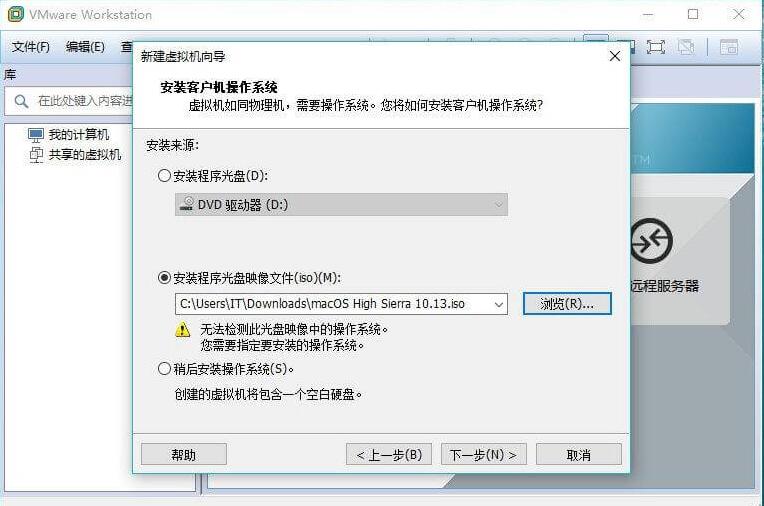 VMware Workstation
文件(F)
编辑(E)
查
库
在此处键入内容进
我的计算机
共享的虚拟机
新建虚拟机向导
安装客户机操作系统
虚拟机如同物理机，需要操作系统。您将如何安装客户机操作系统?
安装来源:
安装程序光盘(D):
DVD 驱动器 (D:)
安装程序光盘映像文件(iso)(M):
C:\Users\IT\Downloads\macOS High Sierra 10.13.iso
浏览(R)...
无法检测此光盘映像中的操作系统。
您需要指定要安装的操作系统。
稍后安装操作系统(S)。
创建的虚拟机将包含一个空白硬盘。
帮助
< 上一步(B)
下一步(N) >
取消
TM
远程服务器